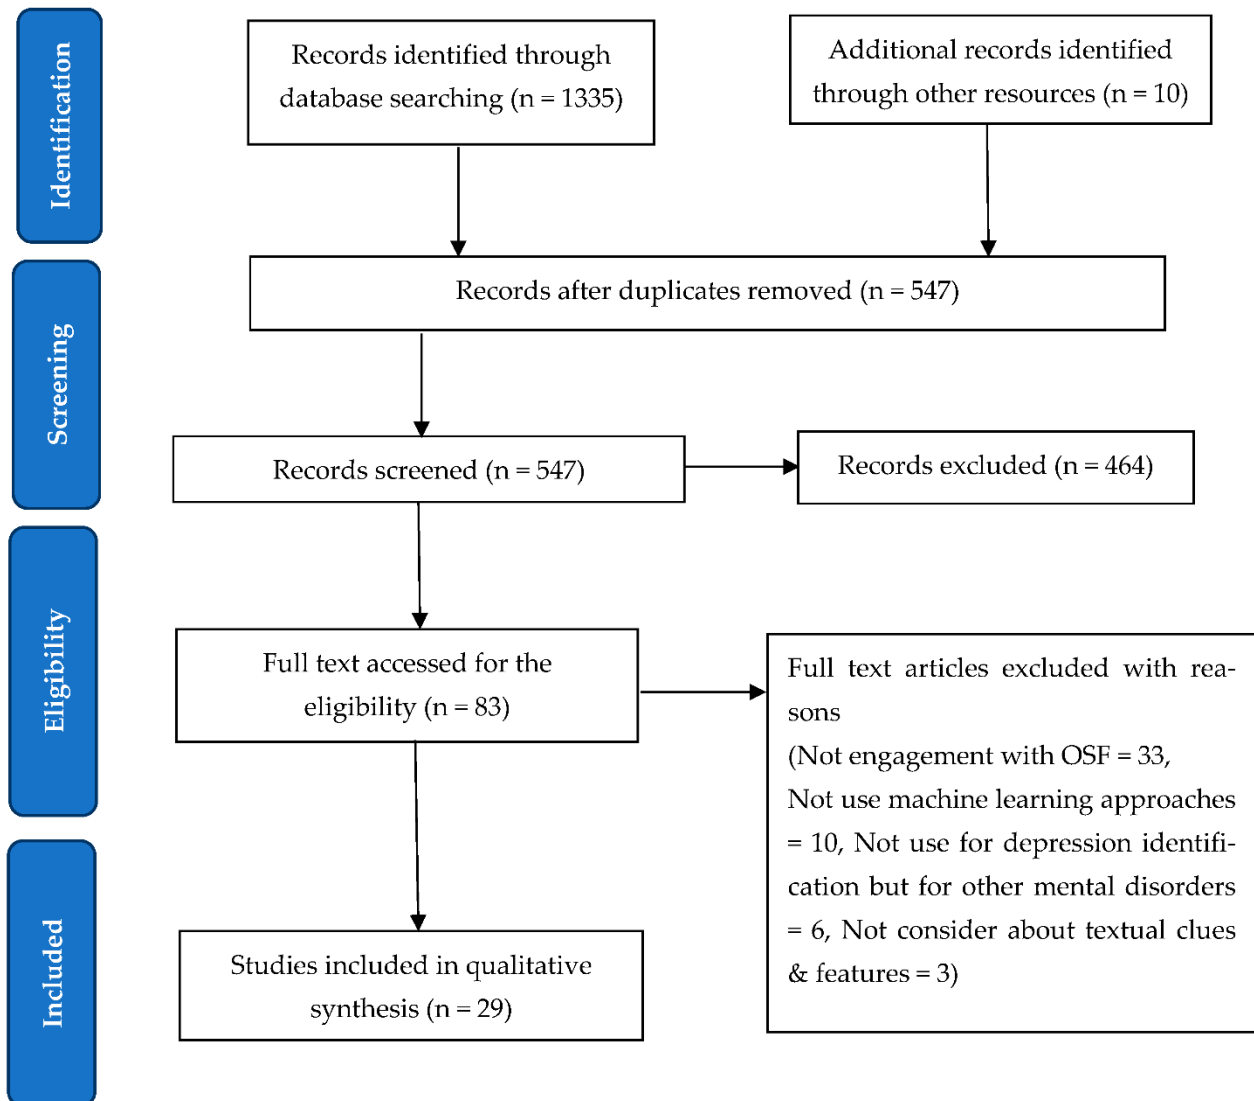 Identification
Records identified through
database searching (n = 1335)
Additional records identified
through other resources (n = 10)
Screening
Records after duplicates removed (n = 547)
Records screened (n = 547)
Records excluded (n = 464)
Eligibility
Full text accessed for the
eligibility (n = 83)
Full text articles excluded with rea-
sons
(Not engagement with OSF = 33,
Not use machine learning approaches
= 10, Not use for depression identifi-
cation but for other mental disorders
= 6, Not consider about textual clues
& features = 3)
Included
Studies included in qualitative
synthesis (n = 29)